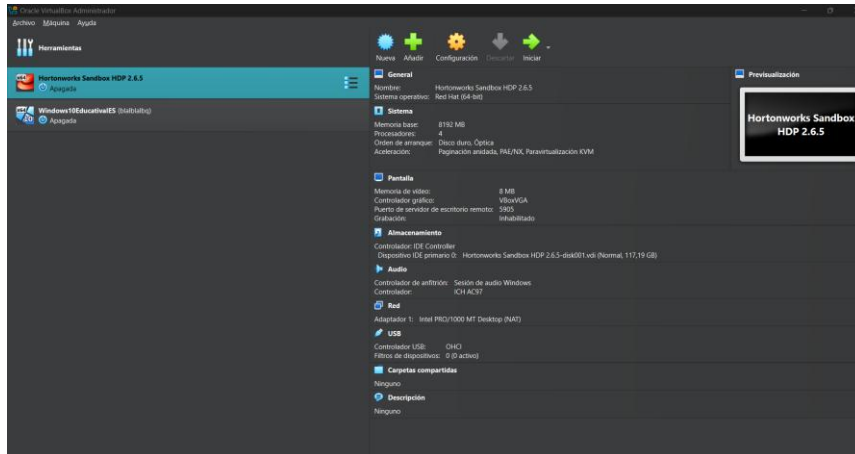 Oracle VirtualBox Administrador
Archivo Máquina Ayuda
Herramientas
Hortonworks Sandbox HDP 2.6.5
Apagada
Windows10EducativaIES
Apagada
Nueva Añadir Configuración Descartar Iniciar
General
Nombre: Hortonworks Sandbox HDP 2.6.5
Sistema operativo: Red Hat (64-bit)
Sistema
Memoria base: 8192 MB
Procesadores: 4
Orden de arranque: Disco duro, Óptica
Aceleración: Paginación anidada, PAE/NX, Paravirtualización KVM
Pantalla
Memoria de vídeo: 8 MB
Controlador gráfico: VBoxVGA
Puerto de servidor de escritorio remoto: 5905
Grabación: Inhabilitado
Almacenamiento
Controlador: IDE Controller
Dispositivo IDE primario 0: Hortonworks Sandbox HDP 2.6.5-disk001.vdi (Normal, 117,19 GB)
Audio
Controlador de anfitrión: Sesión de audio Windows
Controlador: ICH AC97
Red
Adaptador 1: Intel PRO/1000 MT Desktop (NAT)
USB
Controlador USB: OHCI
Filtros de dispositivos: 0 (0 activo)
Carpetas compartidas
Ninguno
Descripción
Ninguno
Previsualización
Hortonworks Sandbox
HDP 2.6.5